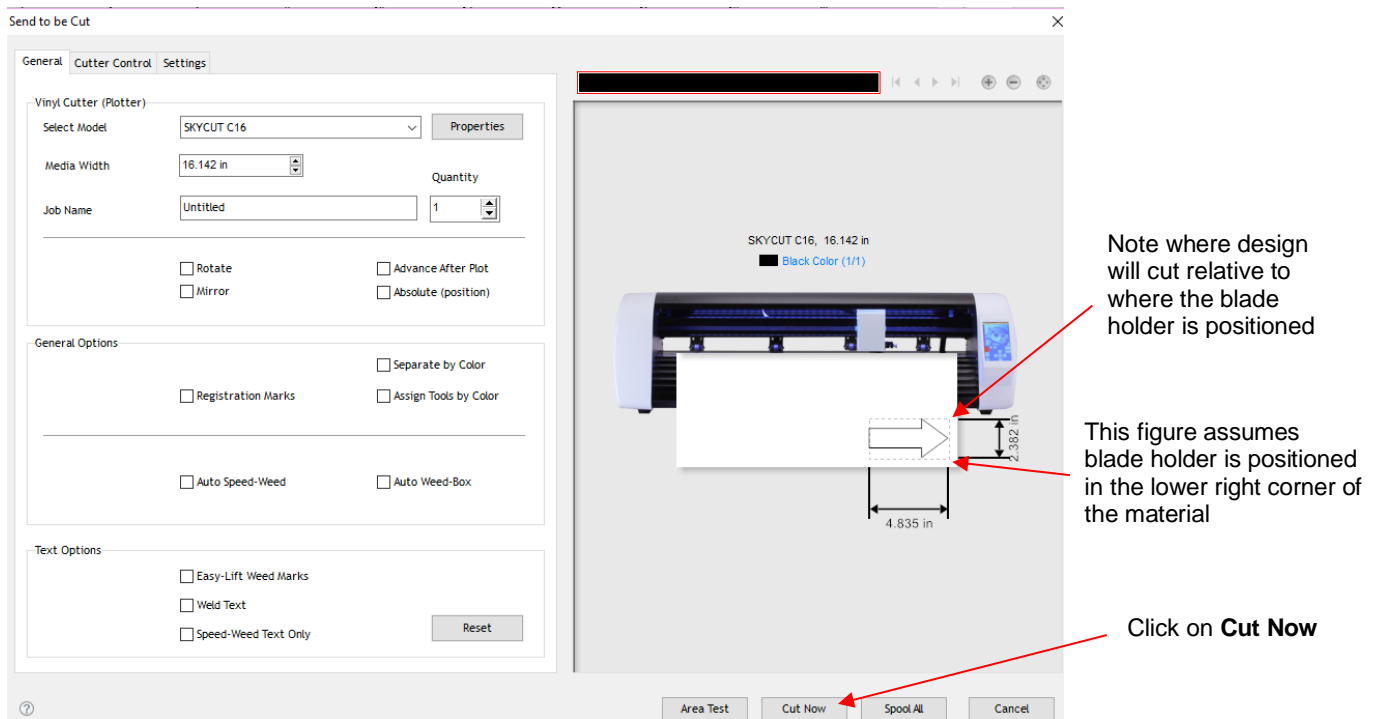 Send to be Cut
General Cutter Control Settings
Vinyl Cutter (Plotter)
Select Model SKYCUT C16 Properties
Media Width 16.142 in
Quantity
Job Name Untitled 1
Rotate Advance After Plot
Mirror Absolute (position)
General Options
Separate by Color
Registration Marks Assign Tools by Color
Auto Speed-Weed Auto Weed-Box
Text Options
Easy-Lift Weed Marks
Weld Text
Speed-Weed Text Only Reset
SKYCUT C16, 16.142 in
Black Color (1/1)
2.382 in
4.835 in
Area Test Cut Now Spool All Cancel
Note where design
will cut relative to
where the blade
holder is positioned
This figure assumes
blade holder is positioned
in the lower right corner of
the material
Click on Cut Now